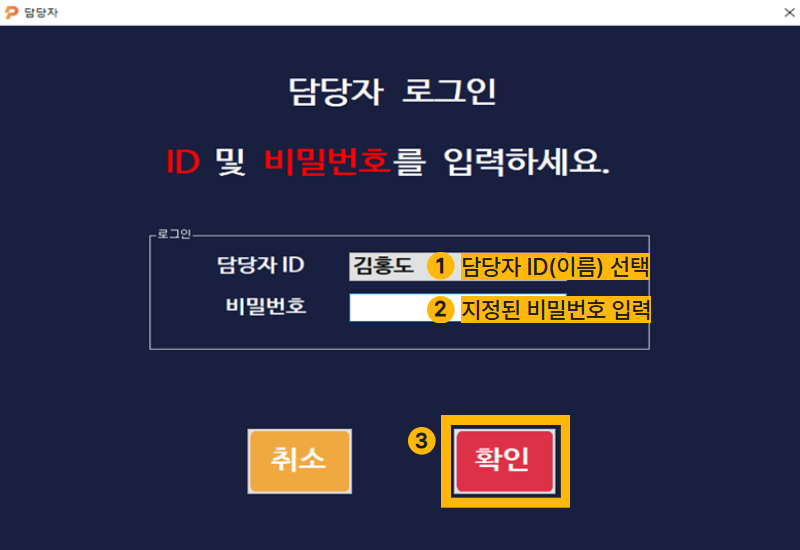 담당자
담당자 로그인
ID 및 비밀번호를 입력하세요.
로그인
담당자 ID 김홍도 1 담당자 ID(이름) 선택
비밀번호 2 지정된 비밀번호 입력
취소 3 확인